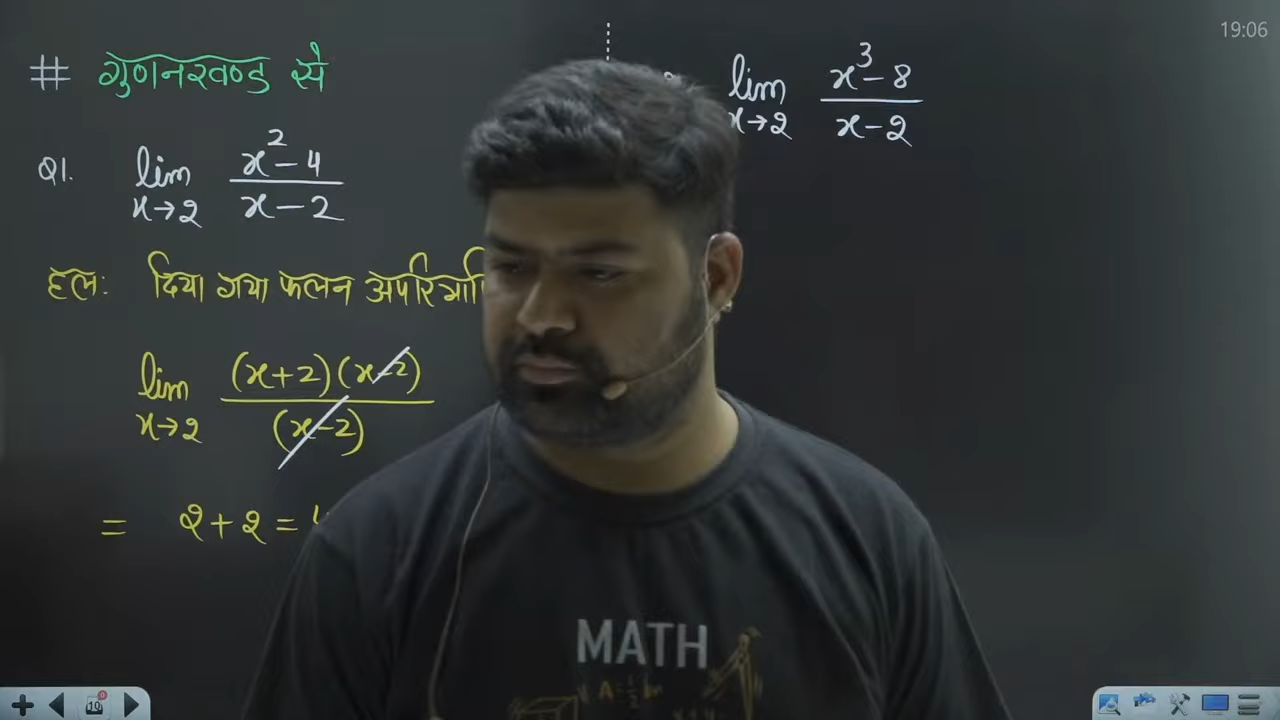 # गुणनखण्ड से
Q1. lim x→2 x²-4 / x-2
हल: दिया गया फलन
lim x→2 (x+2)(x-2) / (x-2)
= 2+2=
lim x→2 x³-8 / x-2
19:06
MATH
19